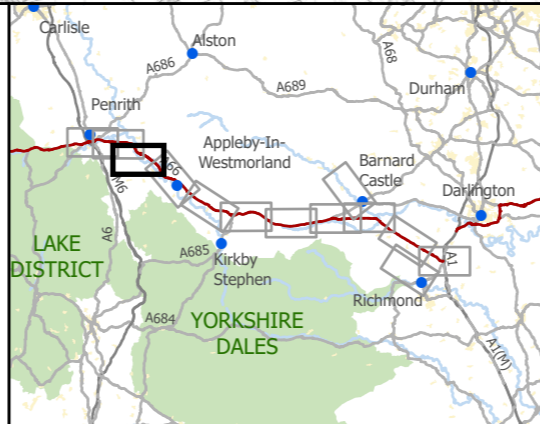 Carlisle
Alston
A68
A686
A689
Durham
Penrith
Appleby-In-
Westmorland
Barnard
Castle
Darlington
A66
M6
LAKE
DISTRICT
A6
A685
Kirkby
Stephen
A1
Richmond
A684
YORKSHIRE
DALES
A1(M)